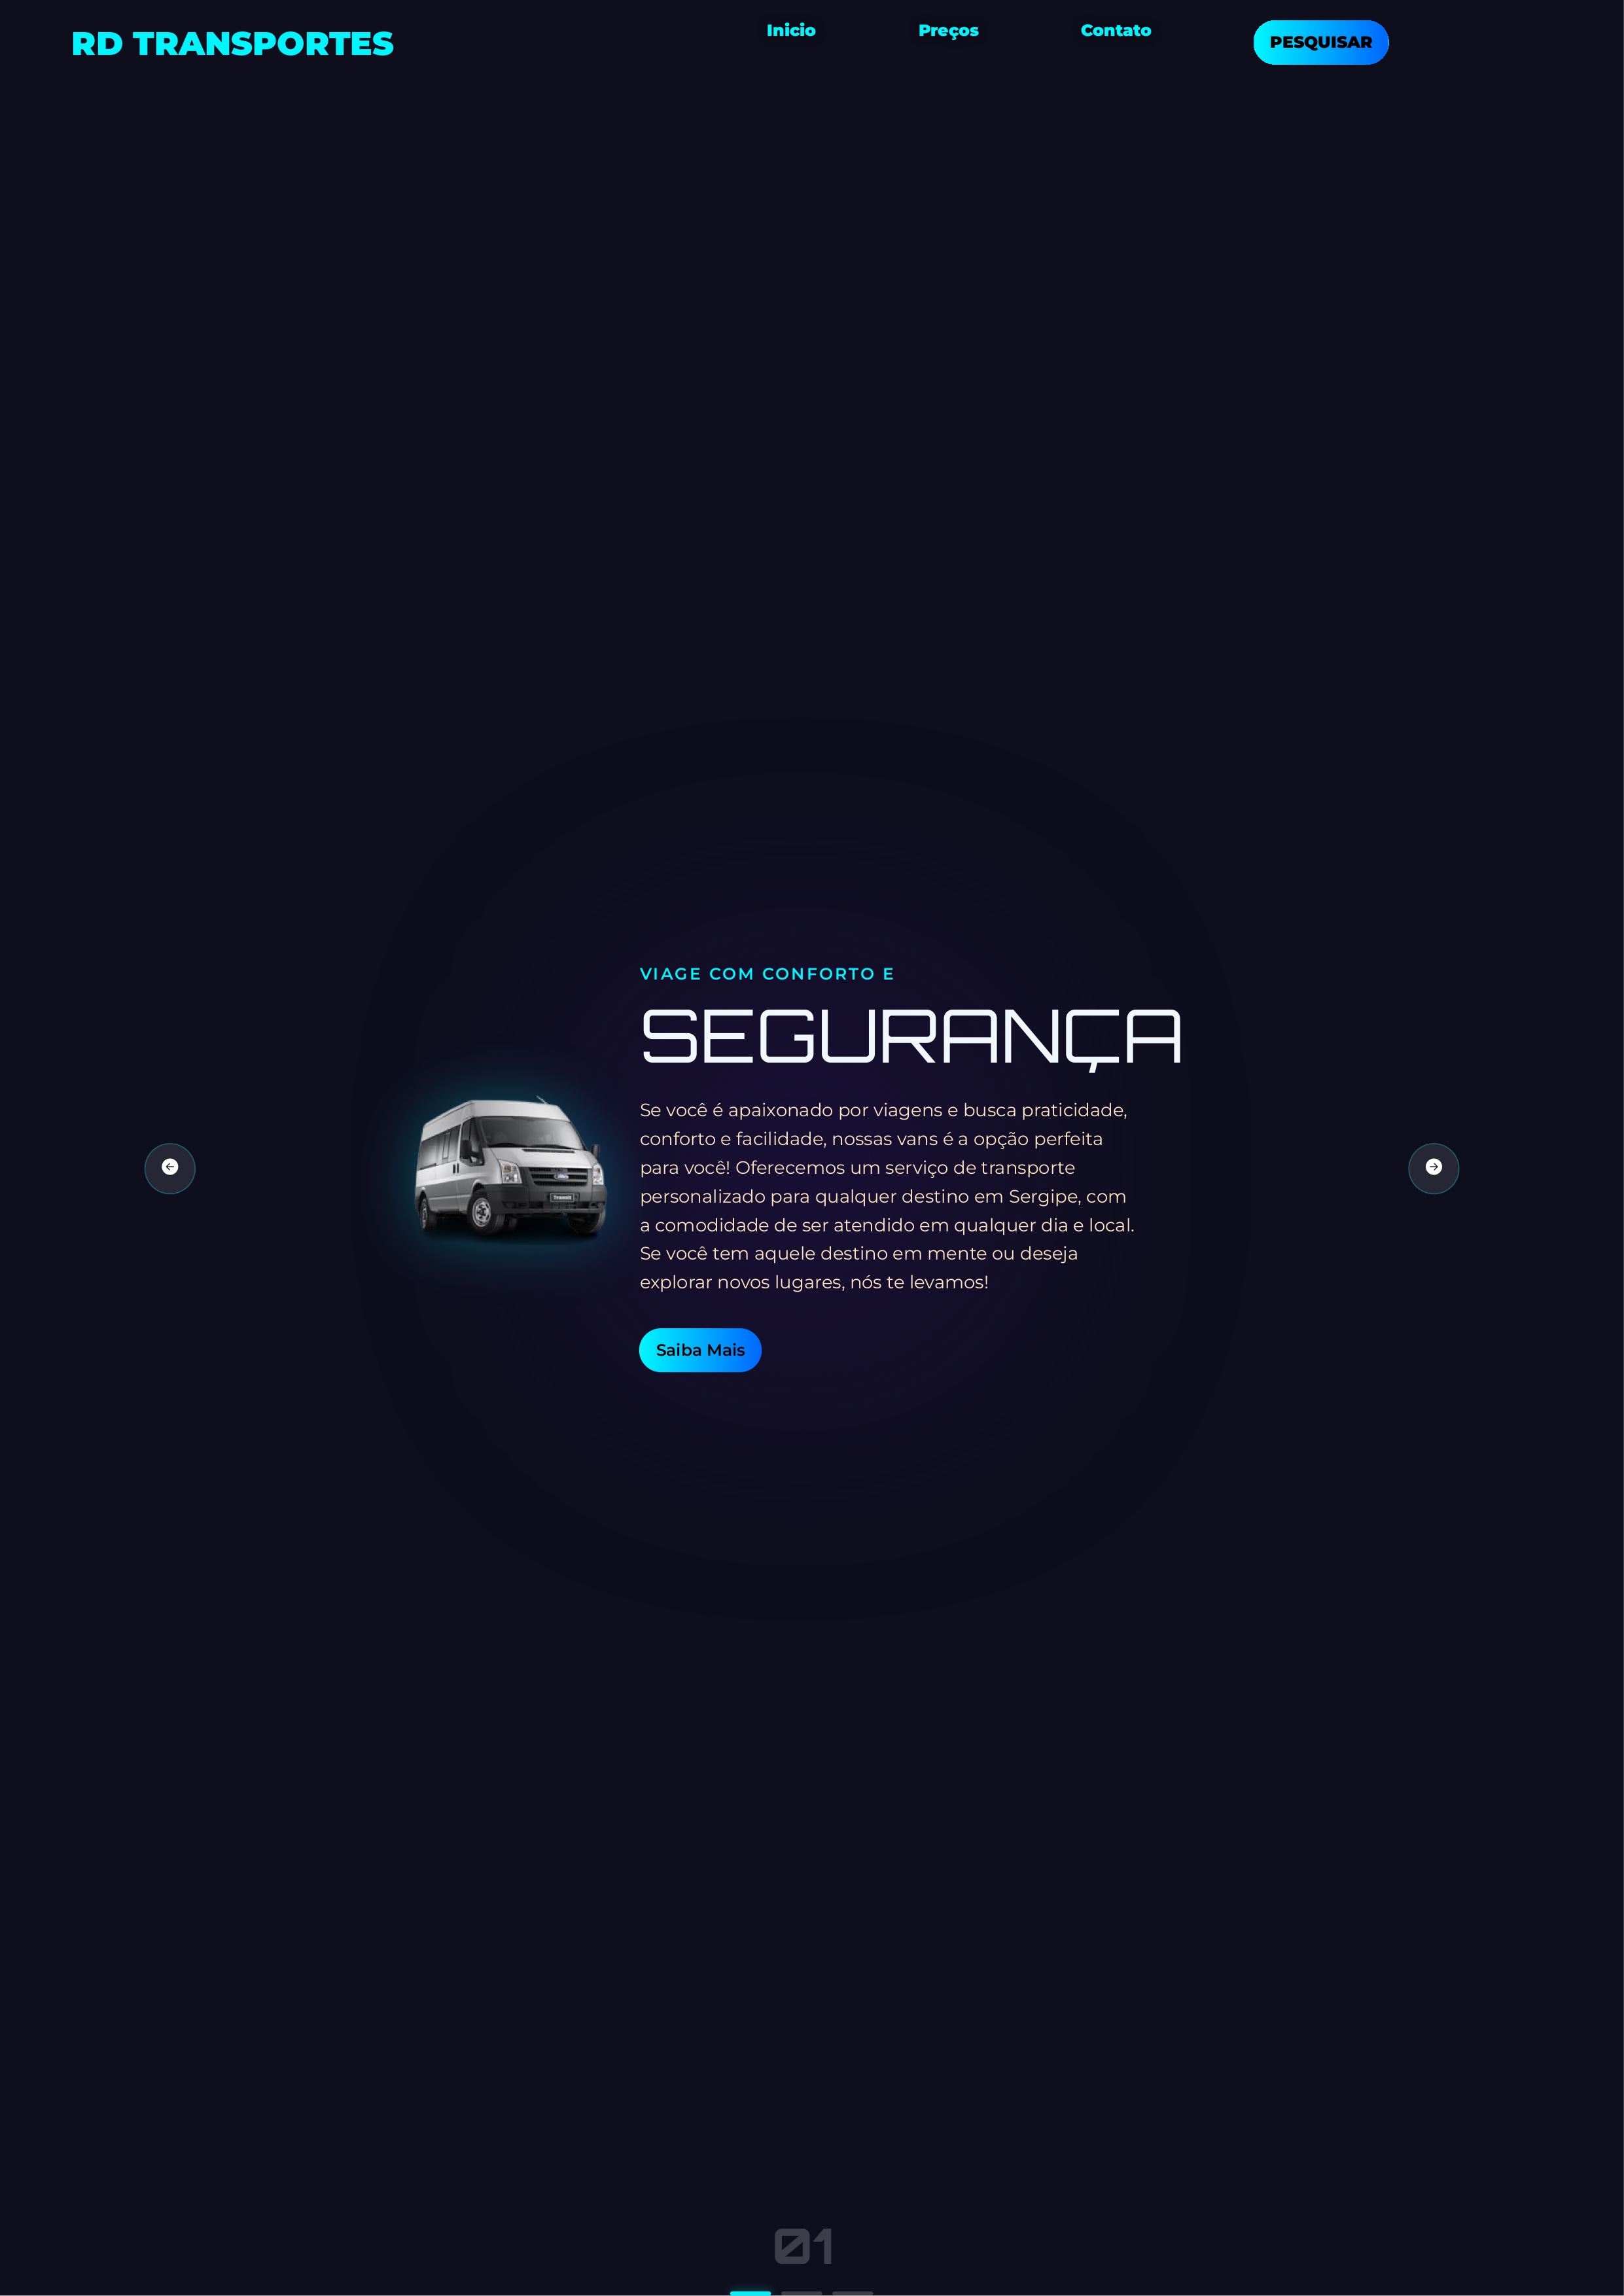 RD TRANSPORTES
Inicio
Preços
Contato
PESQUISAR
VIAGE COM CONFORTO E
SEGURANÇA
Se você é apaixonado por viagens e busca praticidade,
conforto e facilidade, nossas vans é a opção perfeita
para você! Oferecemos um serviço de transporte
personalizado para qualquer destino em Sergipe, com
a comodidade de ser atendido em qualquer dia e local.
Se você tem aquele destino em mente ou deseja
explorar novos lugares, nós te levamos!
Saiba Mais
Transit
01